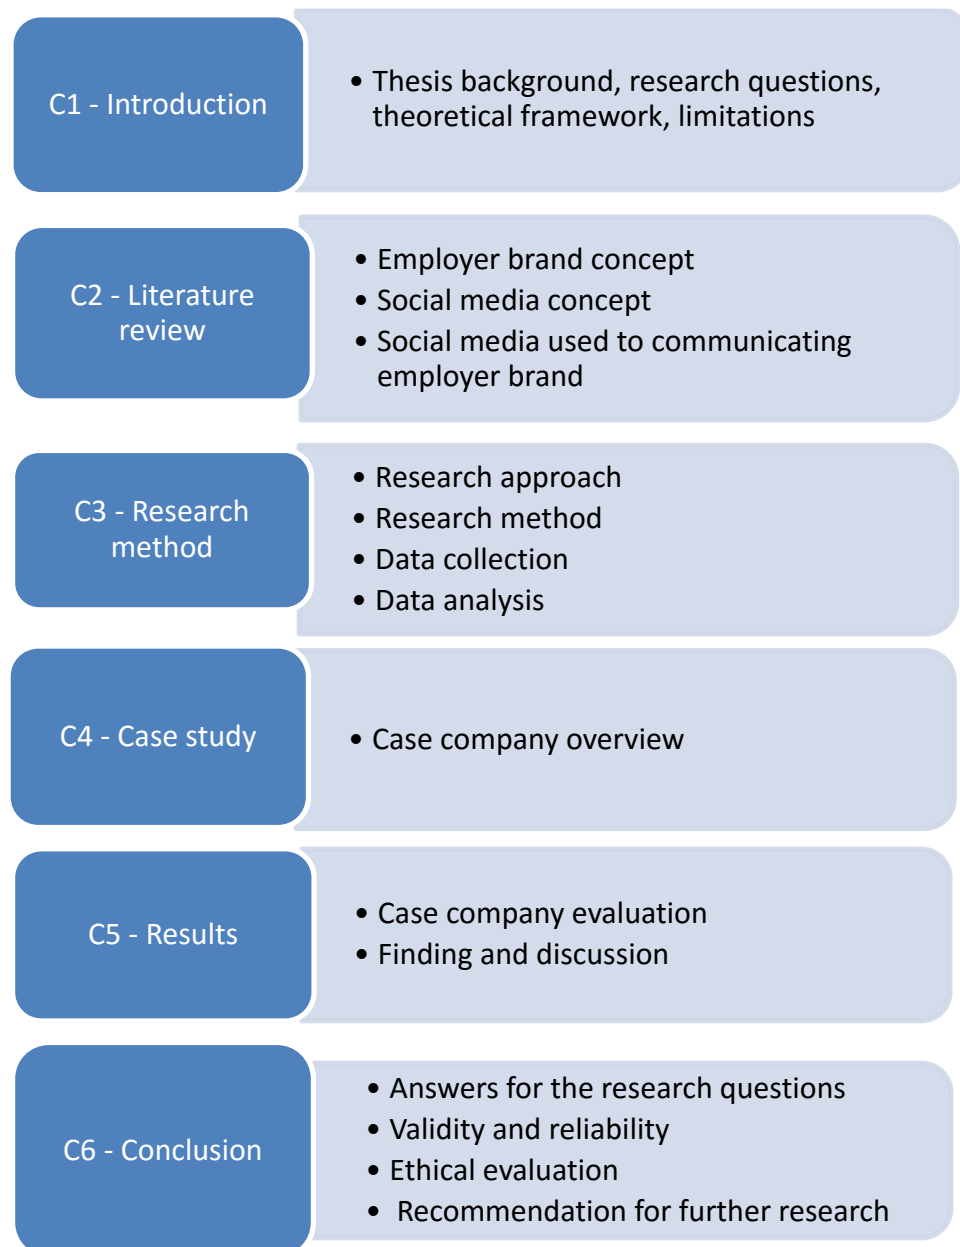 C1 - Introduction
• Thesis background, research questions,
theoretical framework, limitations
C2 - Literature
review
• Employer brand concept
• Social media concept
• Social media used to communicating
employer brand
C3 - Research
method
• Research approach
• Research method
• Data collection
• Data analysis
C4 - Case study
• Case company overview
C5 - Results
• Case company evaluation
• Finding and discussion
C6 - Conclusion
• Answers for the research questions
• Validity and reliability
• Ethical evaluation
• Recommendation for further research